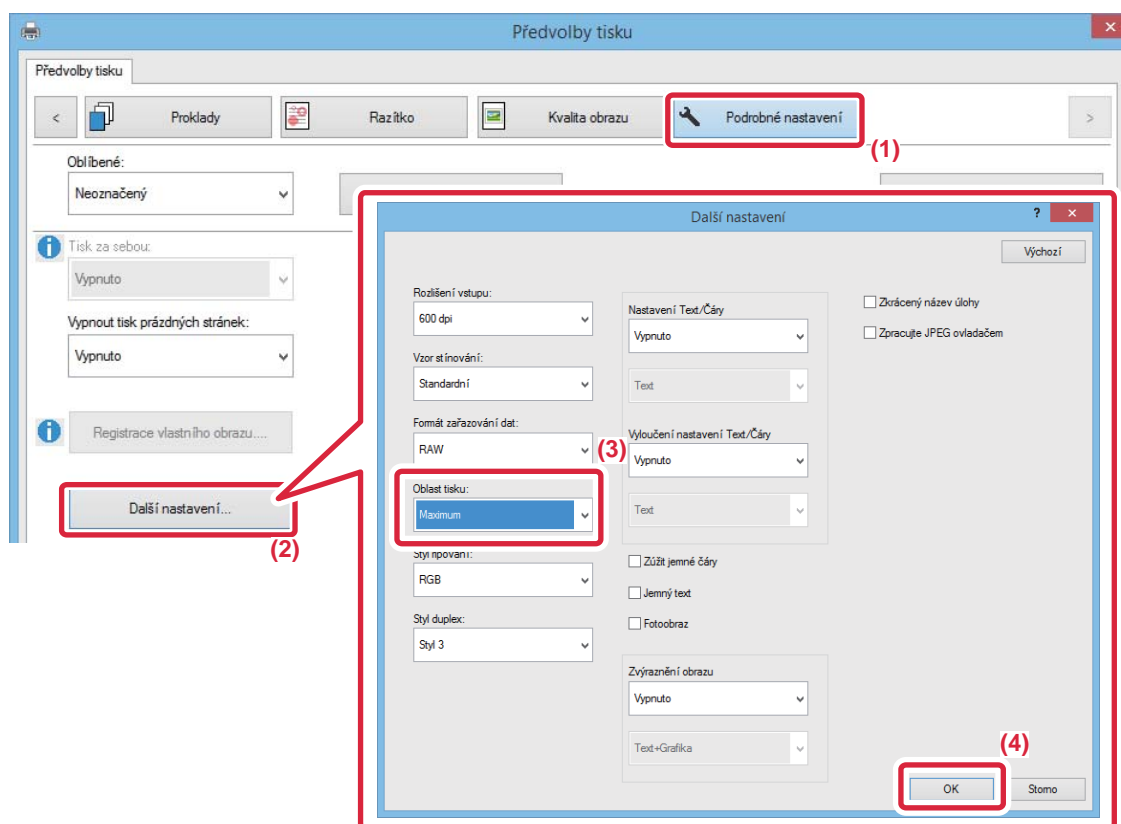 Předvolby tisku
Předvolby tisku
<
Proklady
Razítko
Kvalita obrazu
Podrobné nastavení
>
(1)
Oblíbené:
Neoznačený
Tisk za sebou:
Vypnuto
Vypnout tisk prázdných stránek:
Vypnuto
Registrace vlastního obrazu....
Další nastavení...
(2)
Další nastavení
?
Výchozí
Rozlišení vstupu:
600 dpi
Vzor stínování:
Standardní
Formát zařazování dat:
RAW
(3)
Oblast tisku:
Maximum
Styl ripování:
RGB
Styl duplex:
Styl 3
Nastavení Text/Čáry
Vypnuto
Text
Vyloučení nastavení Text/Čáry
Vypnuto
Text
Zúžit jemné čáry
Jemný text
Fotoobraz
Zvýraznění obrazu
Vypnuto
Text+Grafika
Zkrácený název úlohy
Zpracujte JPEG ovladačem
(4)
OK
Storno